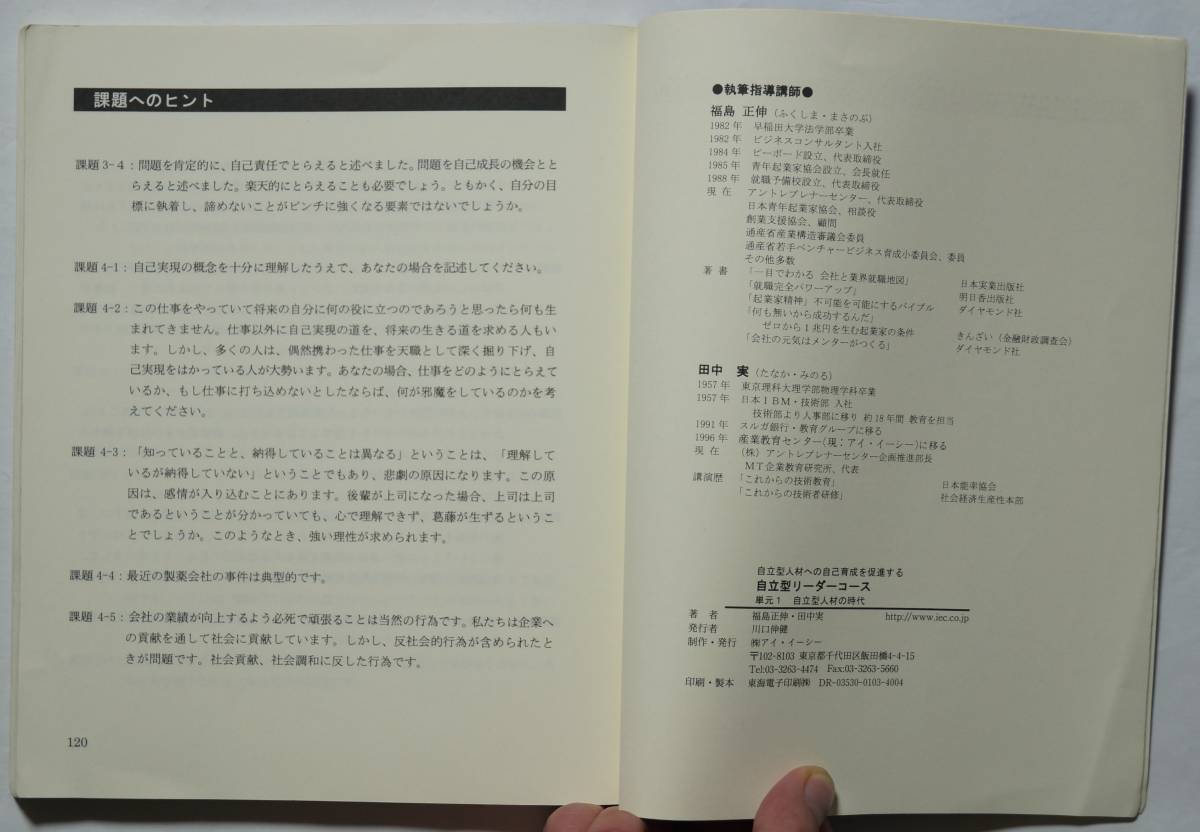 課題へのヒント
課題 3-4：問題を肯定的に、自己責任でとらえると述べました。問題を自己成長の機会とと
らえると述べました。楽天的にとらえることも必要でしょう。ともかく、自分の目
標に執着し、諦めないことがピンチに強くなる要素ではないでしょうか。
課題 4-1：自己実現の概念を十分に理解したうえで、あなたの場合を記述してください。
課題 4-2：この仕事をやっていて将来の自分に何の役に立つのであろうと思ったら何も生
まれてきません。仕事以外に自己実現の道を、将来の生きる道を求める人もい
ます。しかし、多くの人は、偶然携わった仕事を天職として深く掘り下げ、自
己実現をはかっている人が大勢います。あなたの場合、仕事をどのようにとらえて
いるか、もし仕事に打ち込めないとしたならば、何が邪魔をしているのかを考
えてください。
課題 4-3：「知っていることと、納得していることは異なる」ということは、「理解して
いるが納得していない」ということでもあり、悲劇の原因になります。この原
因は、感情が入り込むことにあります。後輩が上司になった場合、上司は上司
であるということが分かっていても、心で理解できず、葛藤が生ずるというこ
とでしょうか。このようなとき、強い理性が求められます。
課題 4-4：最近の製薬会社の事件は典型的です。
課題 4-5：会社の業績が向上するよう必死で頑張ることは当然の行為です。私たちは企業へ
の貢献を通して社会に貢献しています。しかし、反社会的行為が含められたと
きが問題です。社会貢献、社会調和に反した行為です。
120
●執筆指導講師●
福島 正伸（ふくしま・まさのぶ）
1982年 早稲田大学法学部卒業
1982年 ビジネスコンサルタント入社
1984年 ビーボード設立、代表取締役
1985年 青年起業家協会設立、会長就任
1988年 就職予備校設立、代表取締役
現 在 アントレプレナーセンター、代表取締役
日本青年起業家協会、相談役
創業支援協会、顧問
通産省産業構造審議会委員
通産省若手ベンチャービジネス育成小委員会、委員
その他多数
著 書 「一目でわかる 会社と業界就職地図」 日本実業出版社
「就職完全パワーアップ」 明日香出版社
「起業家精神」不可能を可能にするバイブル ダイヤモンド社
「何も無いから成功するんだ」
ゼロから1兆円を生む起業家の条件 きんざい（金融財政調査会）
「会社の元気はメンターがつくる」 ダイヤモンド社
田中 実（たなか・みのる）
1957年 東京理科大理学部物理学科卒業
1957年 日本IBM・技術部 入社
技術部より人事部に移り 約18年間 教育を担当
1991年 スルガ銀行・教育グループに移る
1996年 産業教育センター（現：アイ・イーシー）に移る
現 在 （株）アントレプレナーセンター企画推進部長
MT企業教育研究所、代表
講演歴 「これからの技術教育」 日本能率協会
「これからの技術者研修」 社会経済生産性本部
自立型人材への自己育成を促進する
自立型リーダーコース
単元1 自立型人材の時代
著 者 福島正伸・田中実 http://www.iec.co.jp
発行者 川口伸健
制作・発行 ㈱アイ・イーシー
〒102-8103 東京都千代田区飯田橋4-4-15
Tel:03-3263-4474 Fax:03-3263-5660
印刷・製本 東海電子印刷㈱ DR-03530-0103-4004